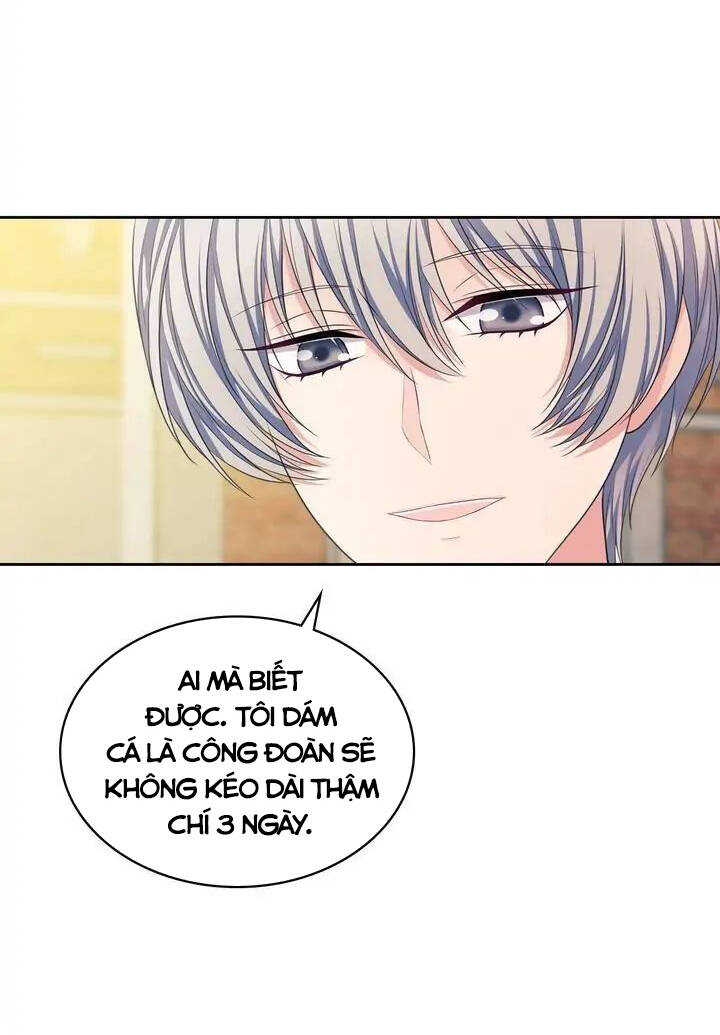 AI MÀ BIẾT
ĐƯỢC. TÔI DÁM
CÁ LÀ CÔNG ĐOÀN SẼ
KHÔNG KÉO DÀI THẬM
CHÍ 3 NGÀY.